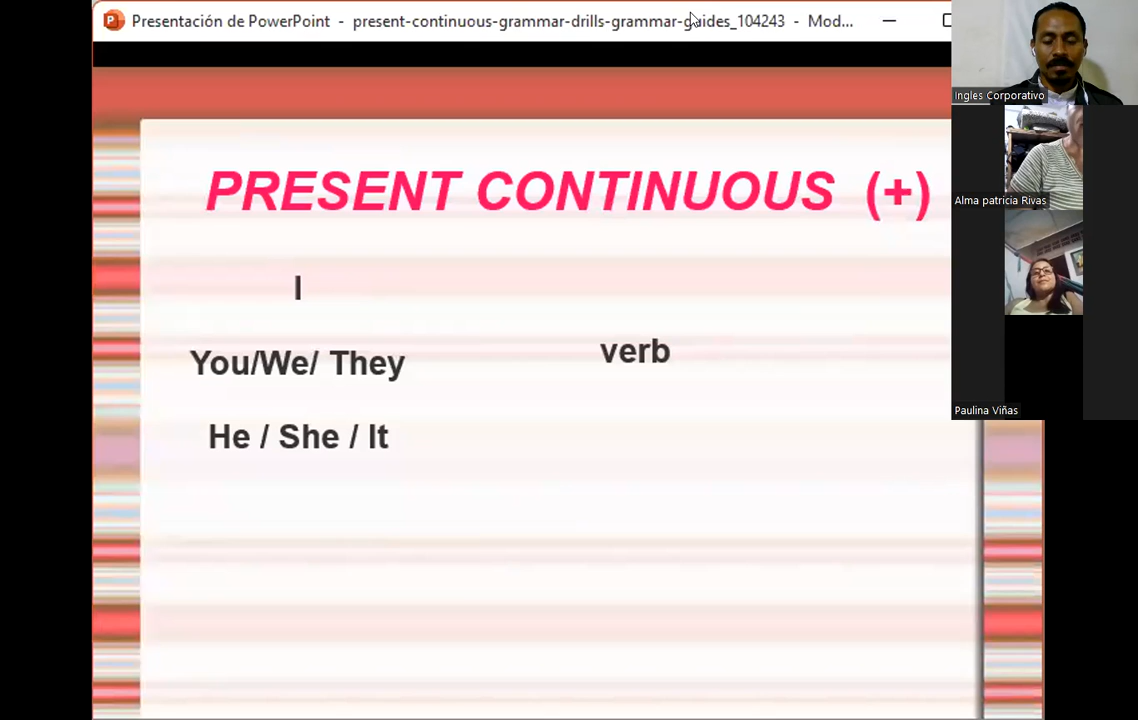 Presentación de PowerPoint - present-continuous-grammar-drills-grammar-guides_104243 - Mod...
Ingles Corporativo
Alma patricia Rivas
Paulina Viñas
PRESENT CONTINUOUS (+)
I
You/We/ They
verb
He / She / It